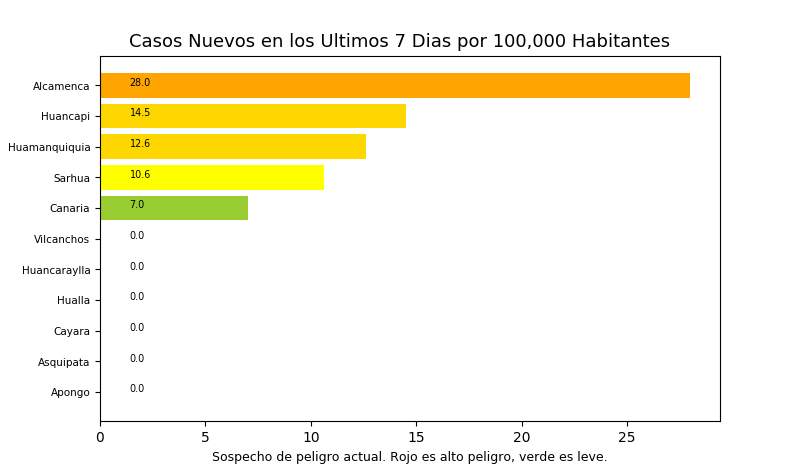 Casos Nuevos en los Ultimos 7 Dias por 100,000 Habitantes
Alcamenca 28.0
Huancapi 14.5
Huamanquiquia 12.6
Sarhua 10.6
Canaria 7.0
Vilcanchos 0.0
Huancaraylla 0.0
Hualla 0.0
Cayara 0.0
Asquipata 0.0
Apongo 0.0
0 5 10 15 20 25
Sospecho de peligro actual. Rojo es alto peligro, verde es leve.